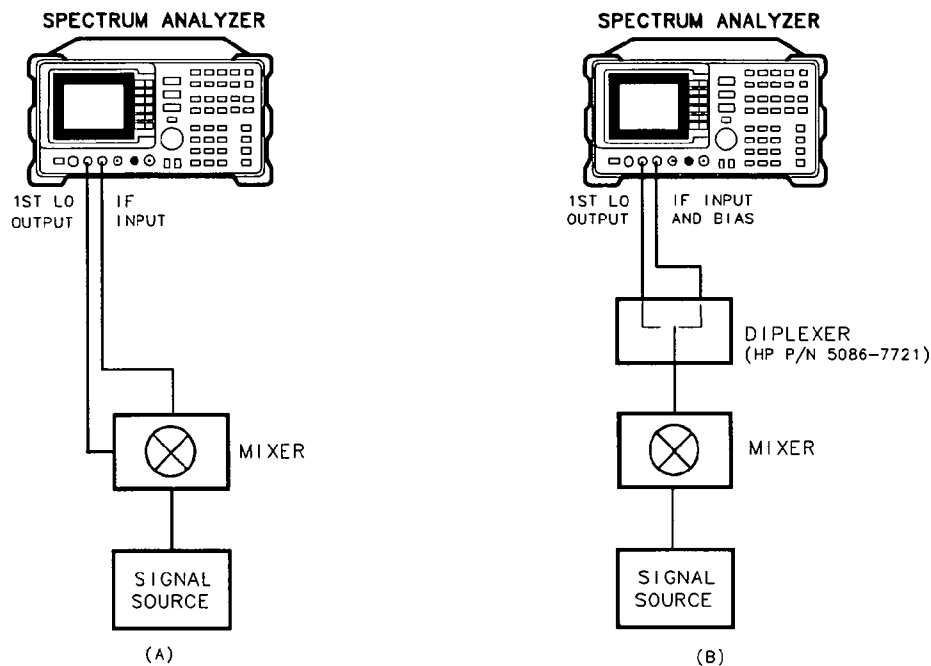 SPECTRUM ANALYZER
1ST LO
OUTPUT
IF
INPUT
MIXER
SIGNAL
SOURCE
(A)
SPECTRUM ANALYZER
1ST LO
OUTPUT
IF INPUT
AND BIAS
DIPLEXER
(HP P/N 5086-7721)
MIXER
SIGNAL
SOURCE
(B)